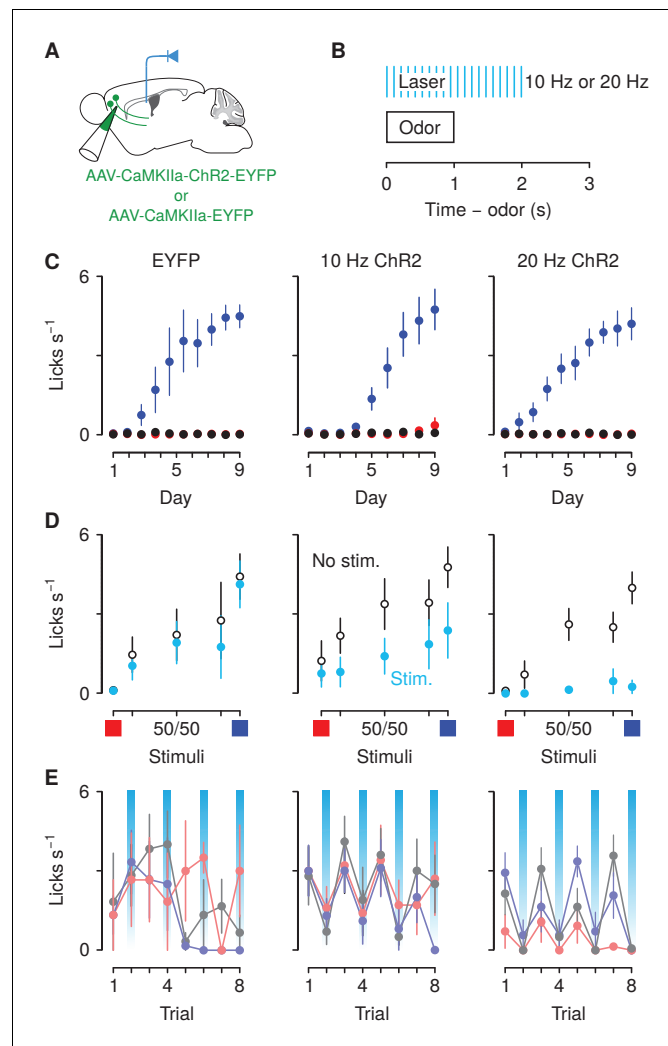 A
AAV-CaMKIIa-ChR2-EYFP
or
AAV-CaMKIIa-EYFP
B
Laser
10 Hz or 20 Hz
Odor
0 1 2 3
Time – odor (s)
C
EYFP 10 Hz ChR2 20 Hz ChR2
6
Licks s⁻¹
0
1 5 9 1 5 9 1 5 9
Day Day Day
D
6
No stim.
Licks s⁻¹
Stim.
0
50/50 50/50 50/50
Stimuli Stimuli Stimuli
E
6
Licks s⁻¹
0
1 4 8 1 4 8 1 4 8
Trial Trial Trial